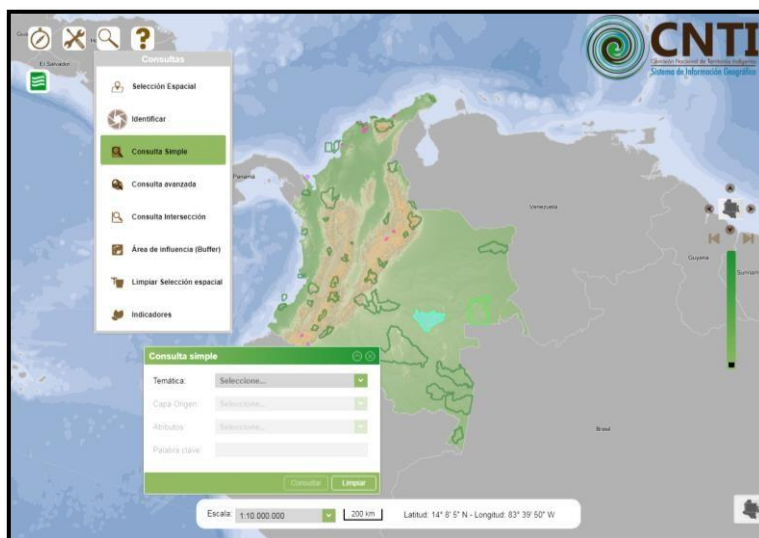 El Salvador
?
Consultas
Selección Espacial
Identificar
Consulta Simple
Consulta avanzada
Consulta Intersección
Área de influencia (Buffer)
Limpiar Selección espacial
Indicadores
CNTI
Comisión Nacional de Territorios Indígenas
Sistema de Información Geográfica
Panamá
Venezuela
Guyana
Brasil
Consulta simple
Temática: Seleccione...
Capa Origen: Seleccione...
Atributos: Seleccione...
Palabra clave:
Consultar Limpiar
Escala: 1:10.000.000 200 km Latitud: 14° 8' 5" N - Longitud: 83° 39' 50" W